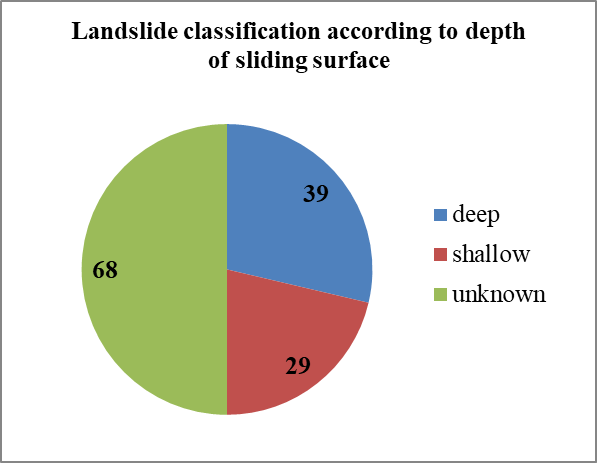 Landslide classification according to depth
of sliding surface
39
68
29
deep
shallow
unknown